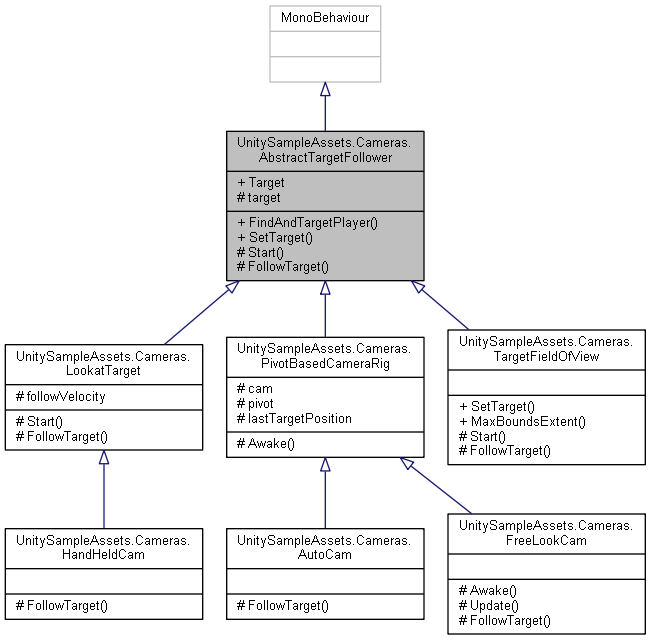 MonoBehaviour
UnitySampleAssets.Cameras.
AbstractTargetFollower
+ Target
# target
+ FindAndTargetPlayer()
+ SetTarget()
# Start()
# FollowTarget()
UnitySampleAssets.Cameras.
LookatTarget
# followVelocity
# Start()
# FollowTarget()
UnitySampleAssets.Cameras.
PivotBasedCameraRig
# cam
# pivot
# lastTargetPosition
# Awake()
UnitySampleAssets.Cameras.
TargetFieldOfView
+ SetTarget()
+ MaxBoundsExtent()
# Start()
# FollowTarget()
UnitySampleAssets.Cameras.
HandHeldCam
# FollowTarget()
UnitySampleAssets.Cameras.
AutoCam
# FollowTarget()
UnitySampleAssets.Cameras.
FreeLookCam
# Awake()
# Update()
# FollowTarget()